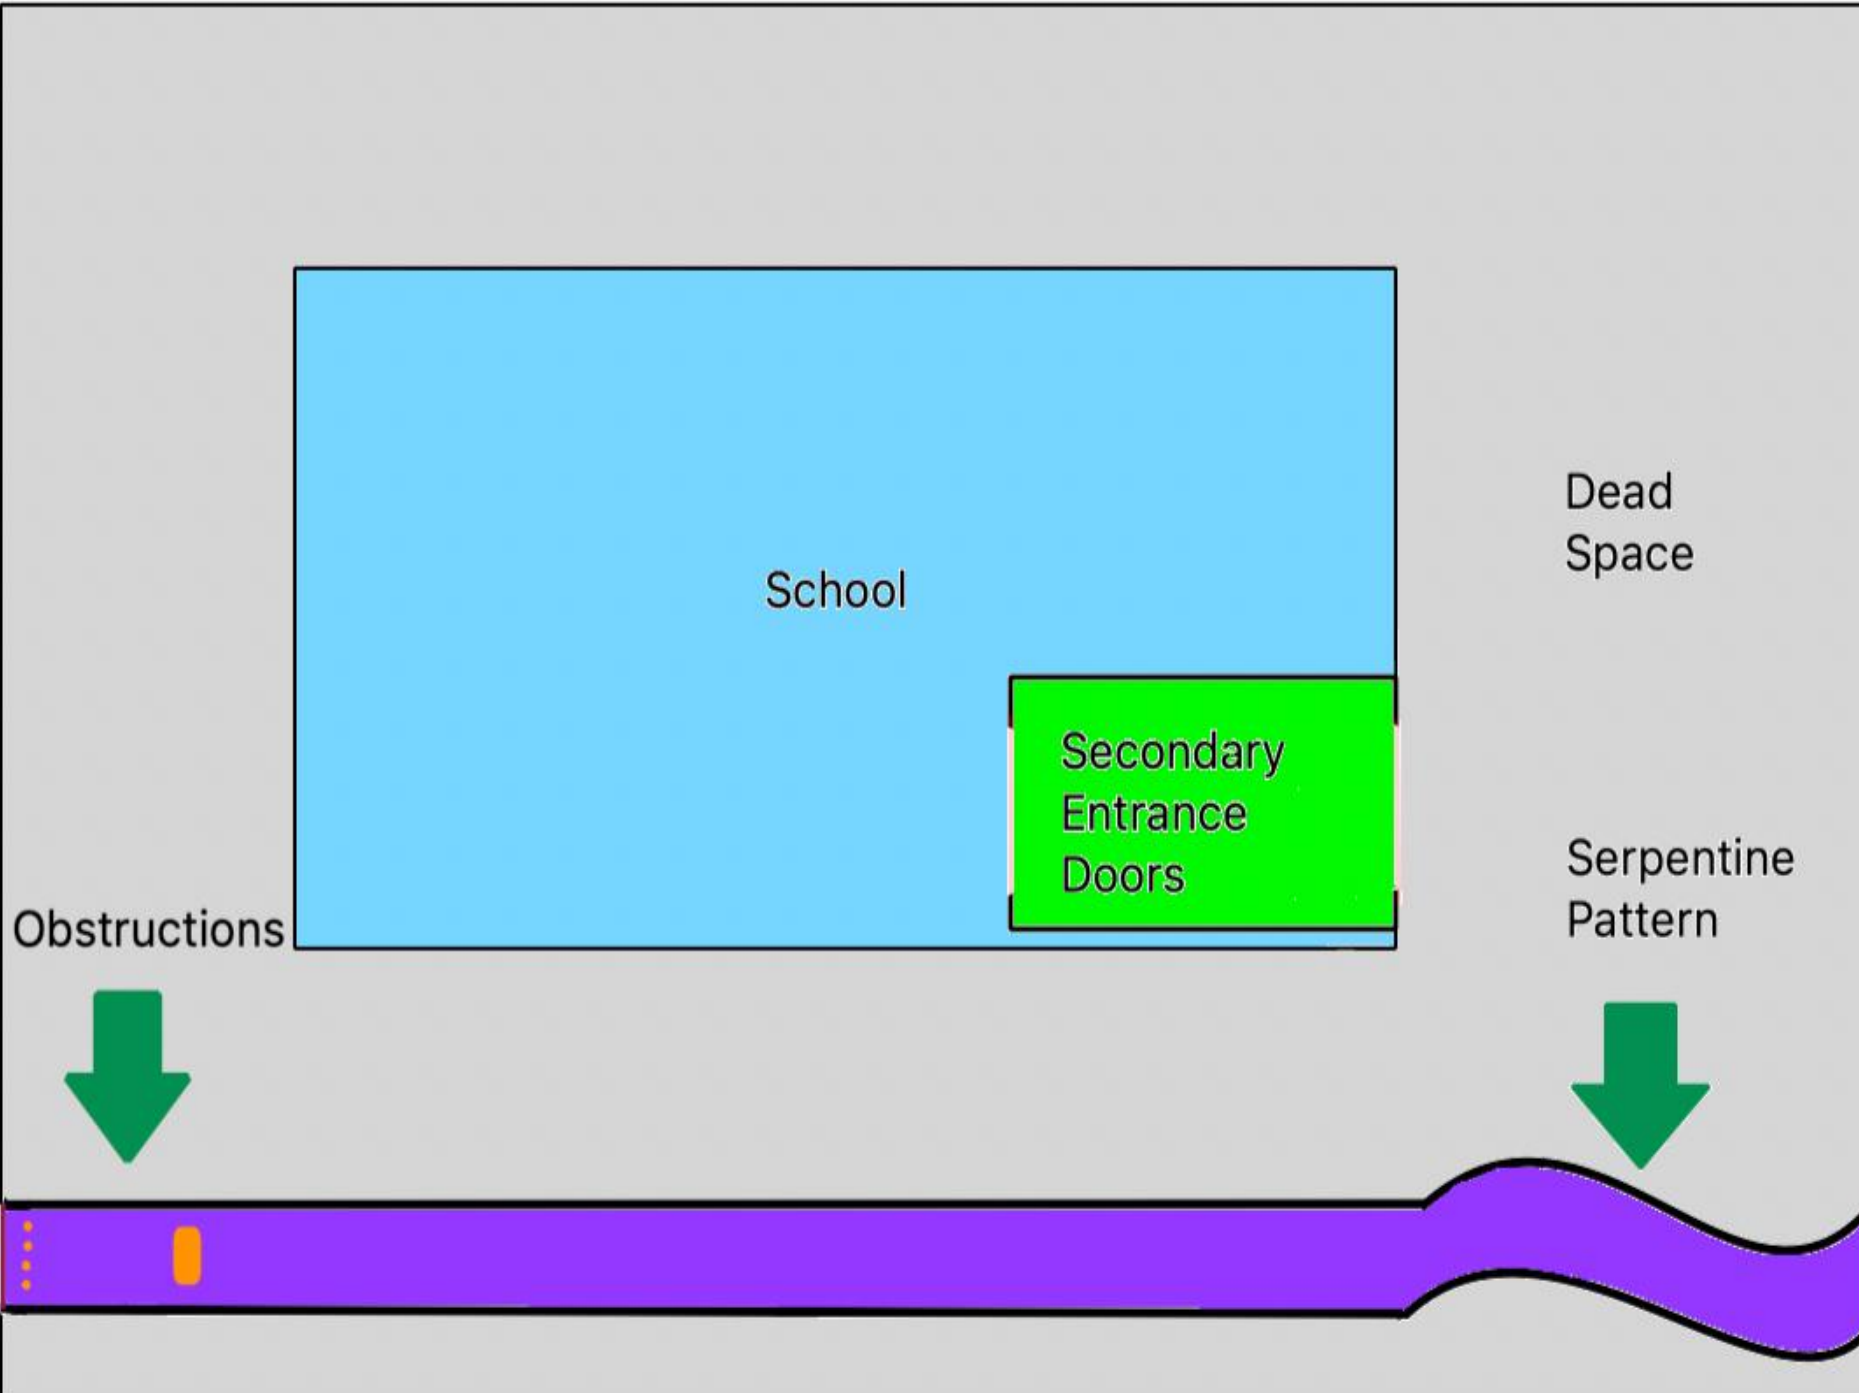 Dead
Space
School
Secondary
Entrance
Doors
Serpentine
Pattern
Obstructions